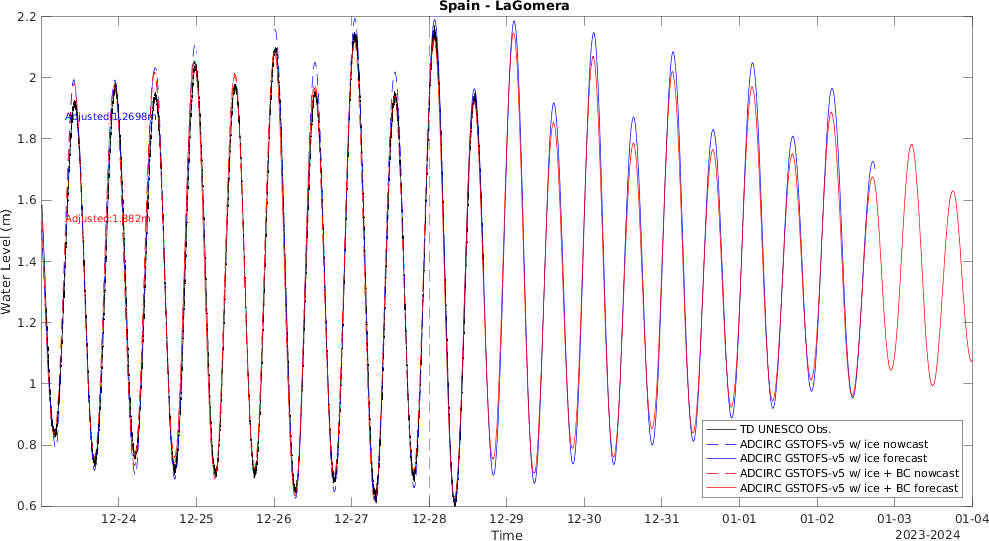 Spain - LaGomera
2.2
2
1.8
1.6
1.4
1.2
1
0.8
0.6
Water Level (m)
Adjusted:1.2698m
Adjusted:1.882m
TD UNESCO Obs.
ADCIRC GSTOFS-v5 w/ ice nowcast
ADCIRC GSTOFS-v5 w/ ice forecast
ADCIRC GSTOFS-v5 w/ ice + BC nowcast
ADCIRC GSTOFS-v5 w/ ice + BC forecast
12-24 12-25 12-26 12-27 12-28 12-29 12-30 12-31 01-01 01-02 01-03 01-04
Time
2023-2024